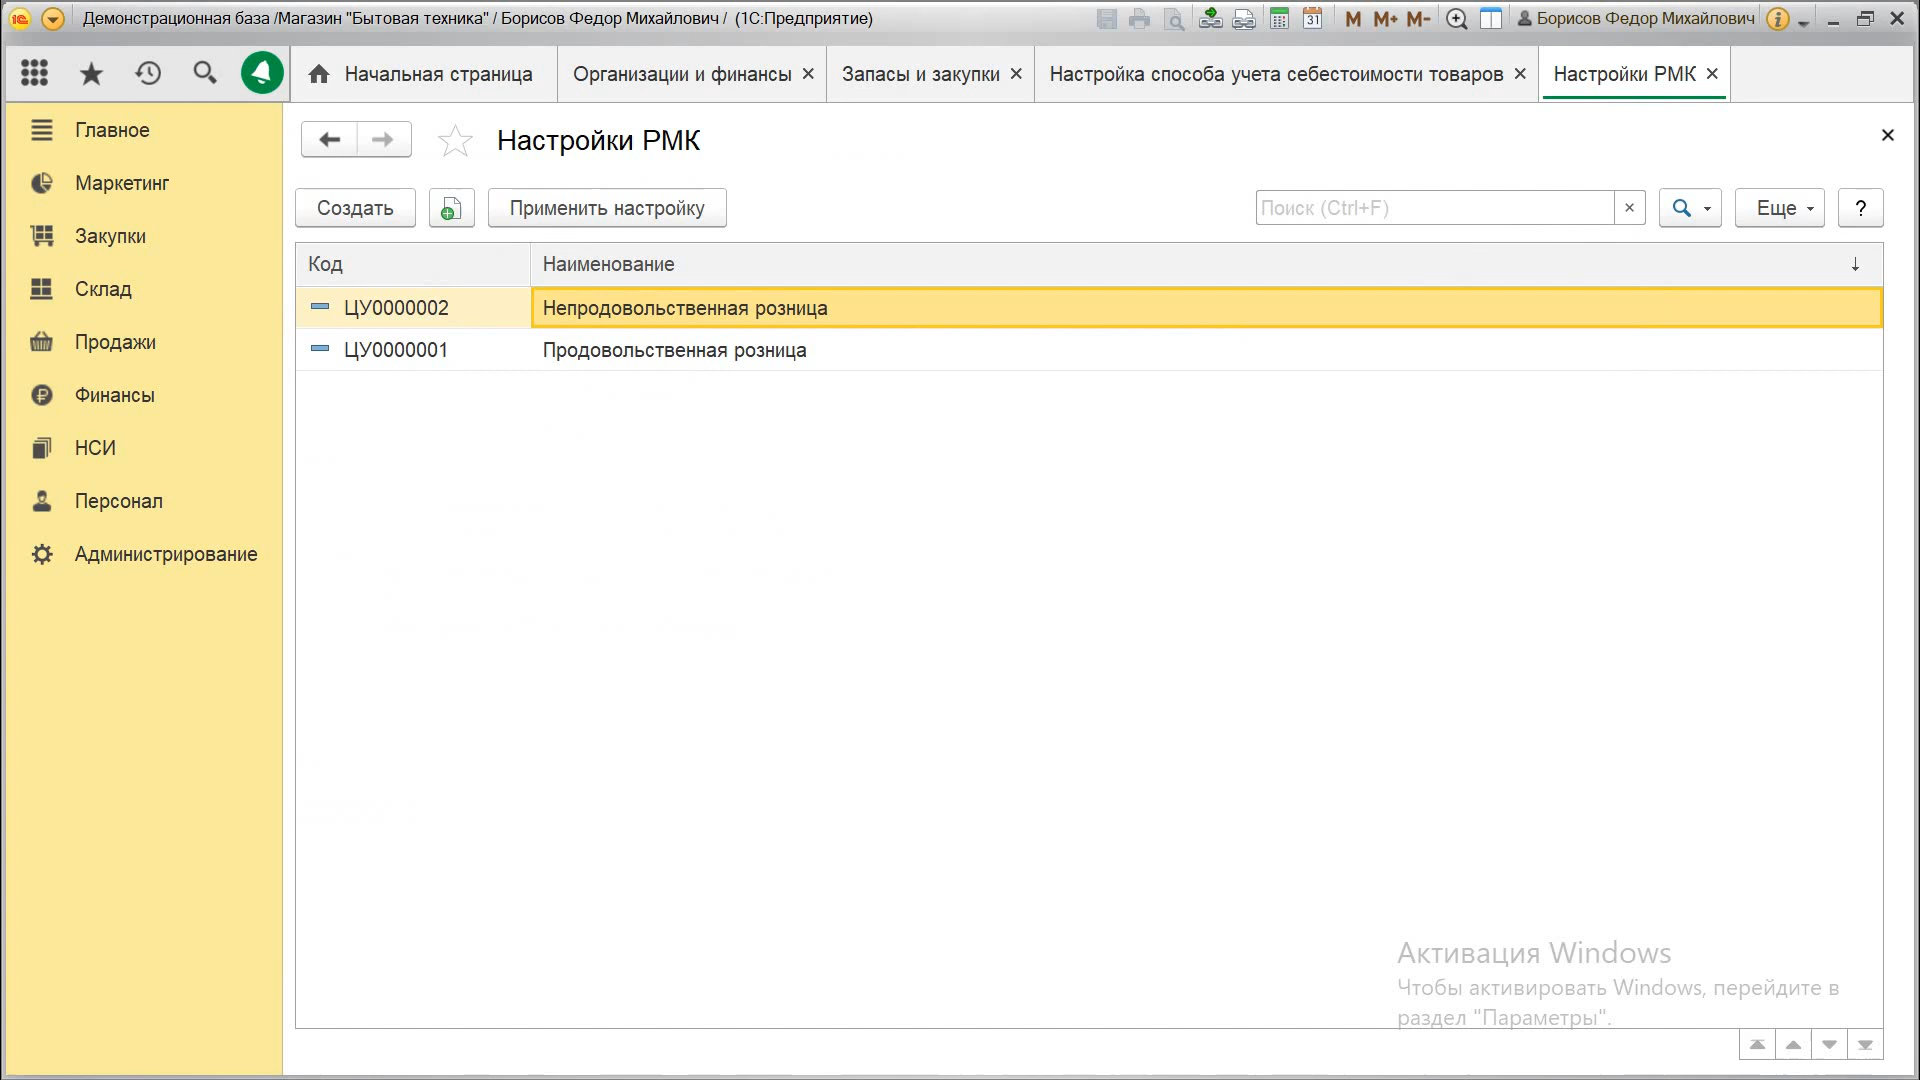 Демонстрационная база /Магазин "Бытовая техника" / Борисов Федор Михайлович / (1С:Предприятие)
31 M M+ M- Борисов Федор Михайлович
Начальная страница Организации и финансы Запасы и закупки Настройка способа учета себестоимости товаров Настройки РМК
Главное
Маркетинг
Закупки
Склад
Продажи
Финансы
НСИ
Персонал
Администрирование
Настройки РМК
Создать Применить настройку Поиск (Ctrl+F) Еще ?
Код Наименование
ЦУ0000002 Непродовольственная розница
ЦУ0000001 Продовольственная розница
Активация Windows
Чтобы активировать Windows, перейдите в
раздел "Параметры".